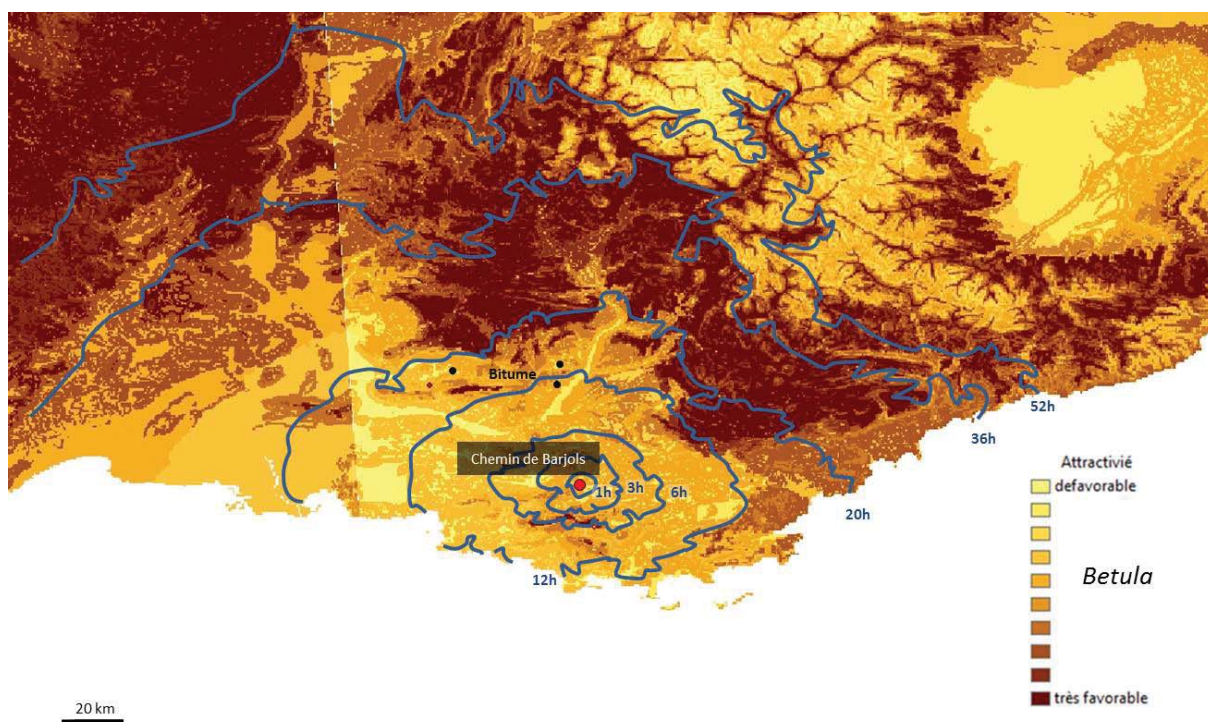 Bitume
Chemin de Barjols
1h
3h
6h
12h
20h
36h
52h
Attractivié
defavorable
Betula
très favorable
20 km